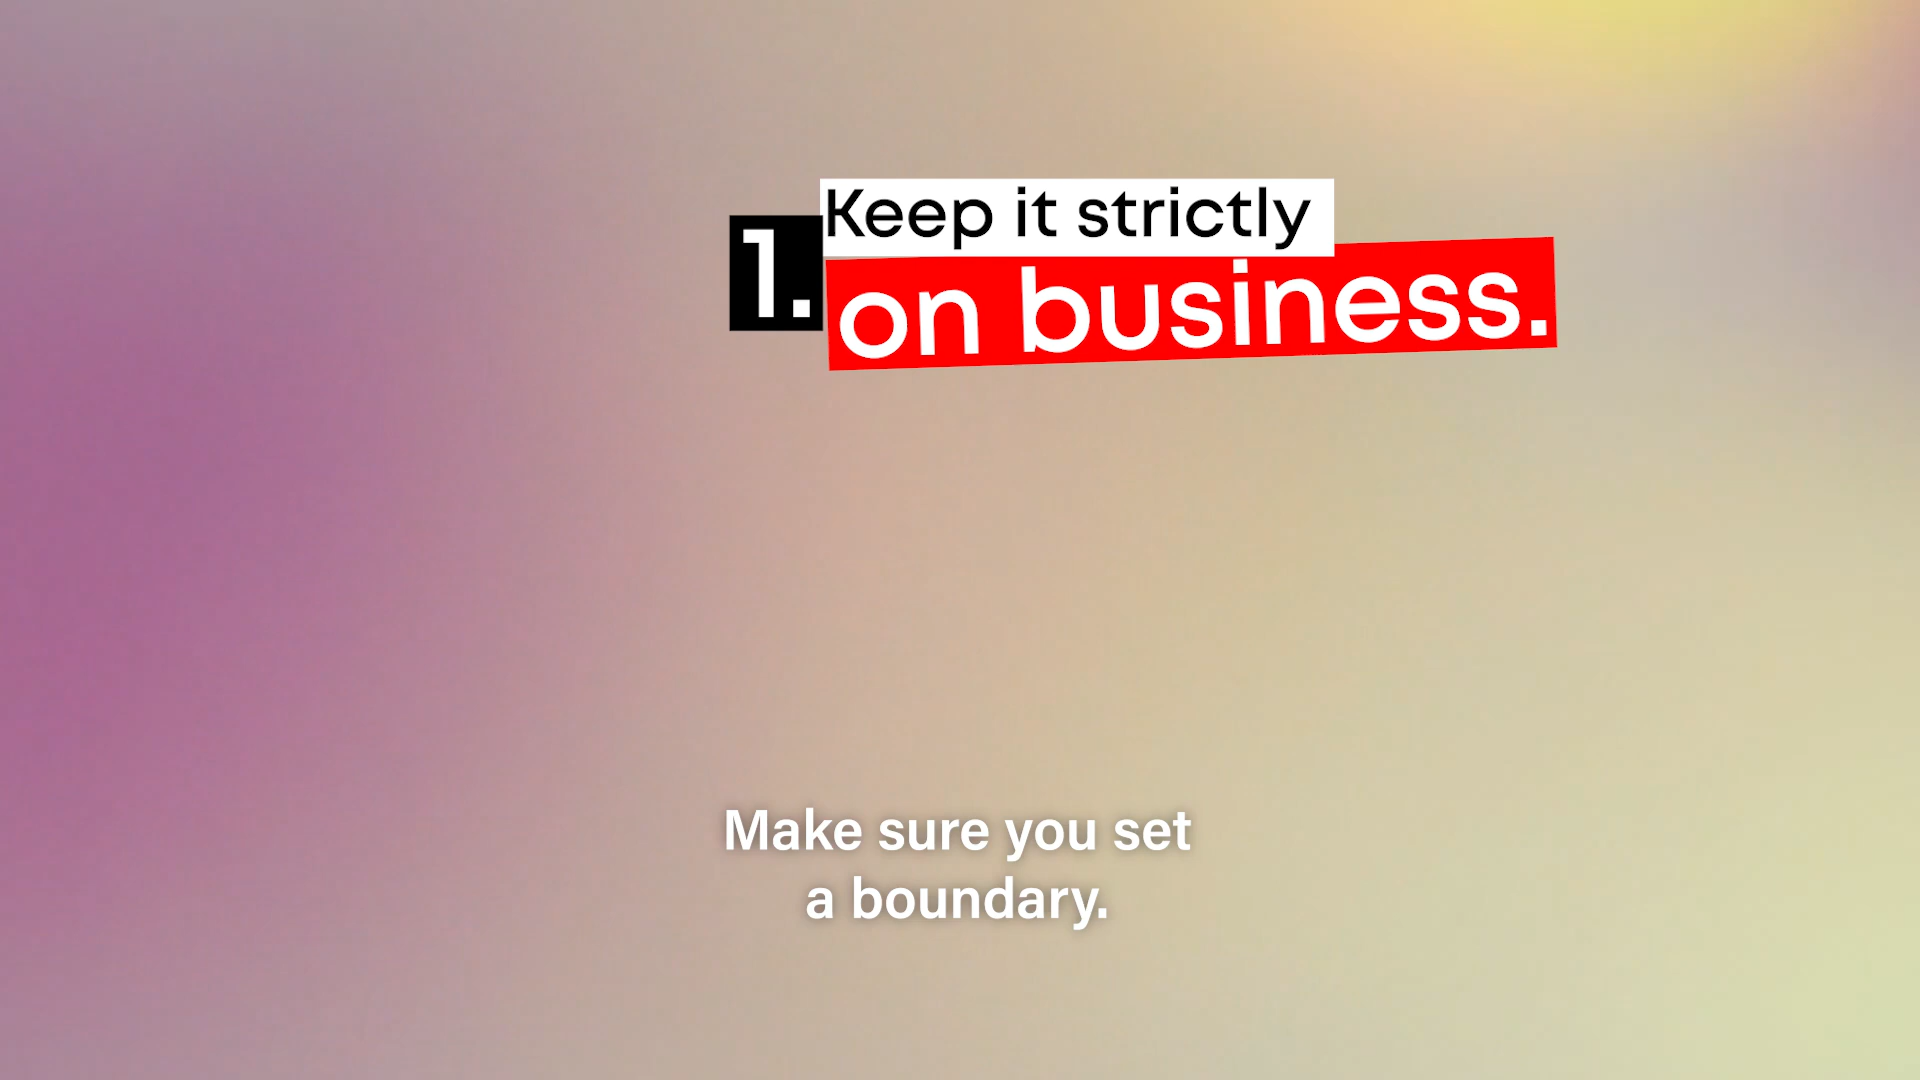 1.
Keep it strictly
on business.
Make sure you set
a boundary.